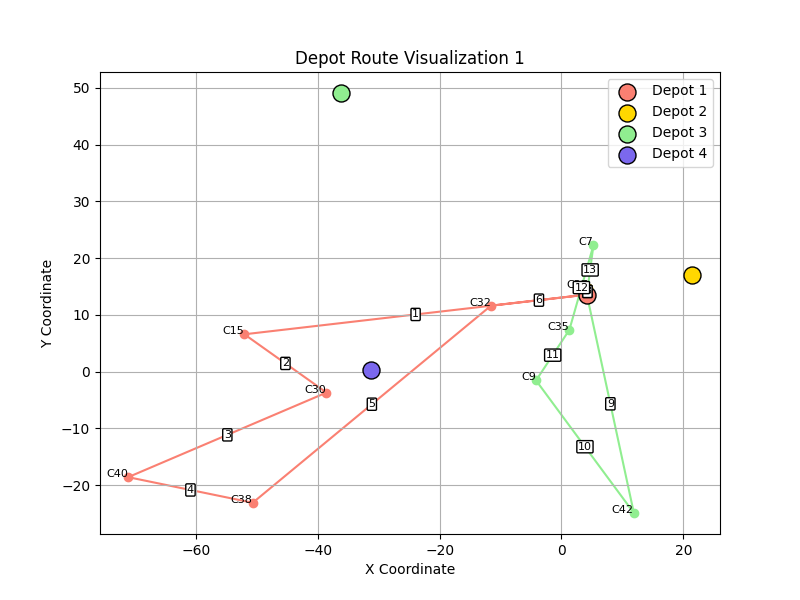 Depot Route Visualization 1
Depot 1
Depot 2
Depot 3
Depot 4
Y Coordinate
50
40
30
20
10
0
−10
−20
−60
−40
−20
0
20
X Coordinate
C7
13
12
C32
6
1
C15
C35
2
11
C30
C9
5
9
3
10
C40
4
C38
C42